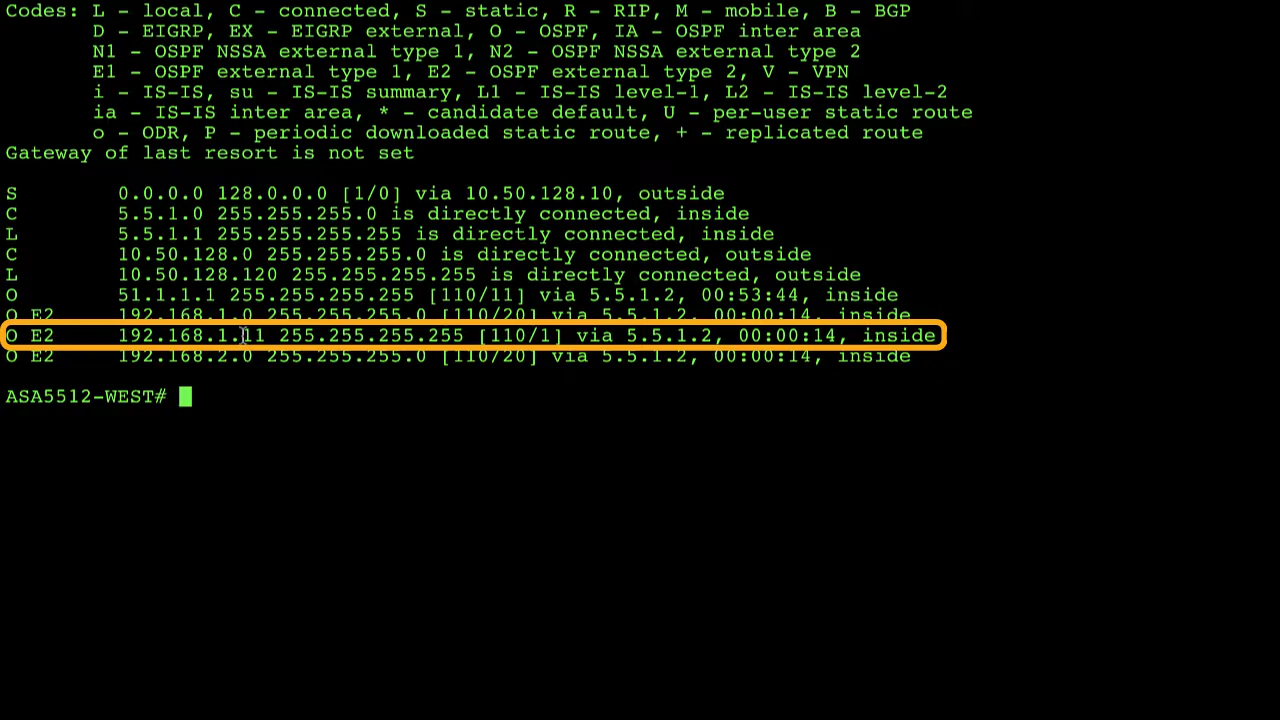 Codes: L - local, C - connected, S - static, R - RIP, M - mobile, B - BGP
D - EIGRP, EX - EIGRP external, O - OSPF, IA - OSPF inter area
N1 - OSPF NSSA external type 1, N2 - OSPF NSSA external type 2
E1 - OSPF external type 1, E2 - OSPF external type 2, V - VPN
i - IS-IS, su - IS-IS summary, L1 - IS-IS level-1, L2 - IS-IS level-2
ia - IS-IS inter area, * - candidate default, U - per-user static route
o - ODR, P - periodic downloaded static route, + - replicated route
Gateway of last resort is not set
S 0.0.0.0 128.0.0.0 [1/0] via 10.50.128.10, outside
C 5.5.1.0 255.255.255.0 is directly connected, inside
L 5.5.1.1 255.255.255.255 is directly connected, inside
C 10.50.128.0 255.255.255.0 is directly connected, outside
L 10.50.128.120 255.255.255.255 is directly connected, outside
O 51.1.1.1 255.255.255.255 [110/11] via 5.5.1.2, 00:53:44, inside
O E2 192.168.1.0 255.255.255.0 [110/20] via 5.5.1.2, 00:00:14, inside
O E2 192.168.1.11 255.255.255.255 [110/1] via 5.5.1.2, 00:00:14, inside
O E2 192.168.2.0 255.255.255.0 [110/20] via 5.5.1.2, 00:00:14, inside
ASA5512-WEST#